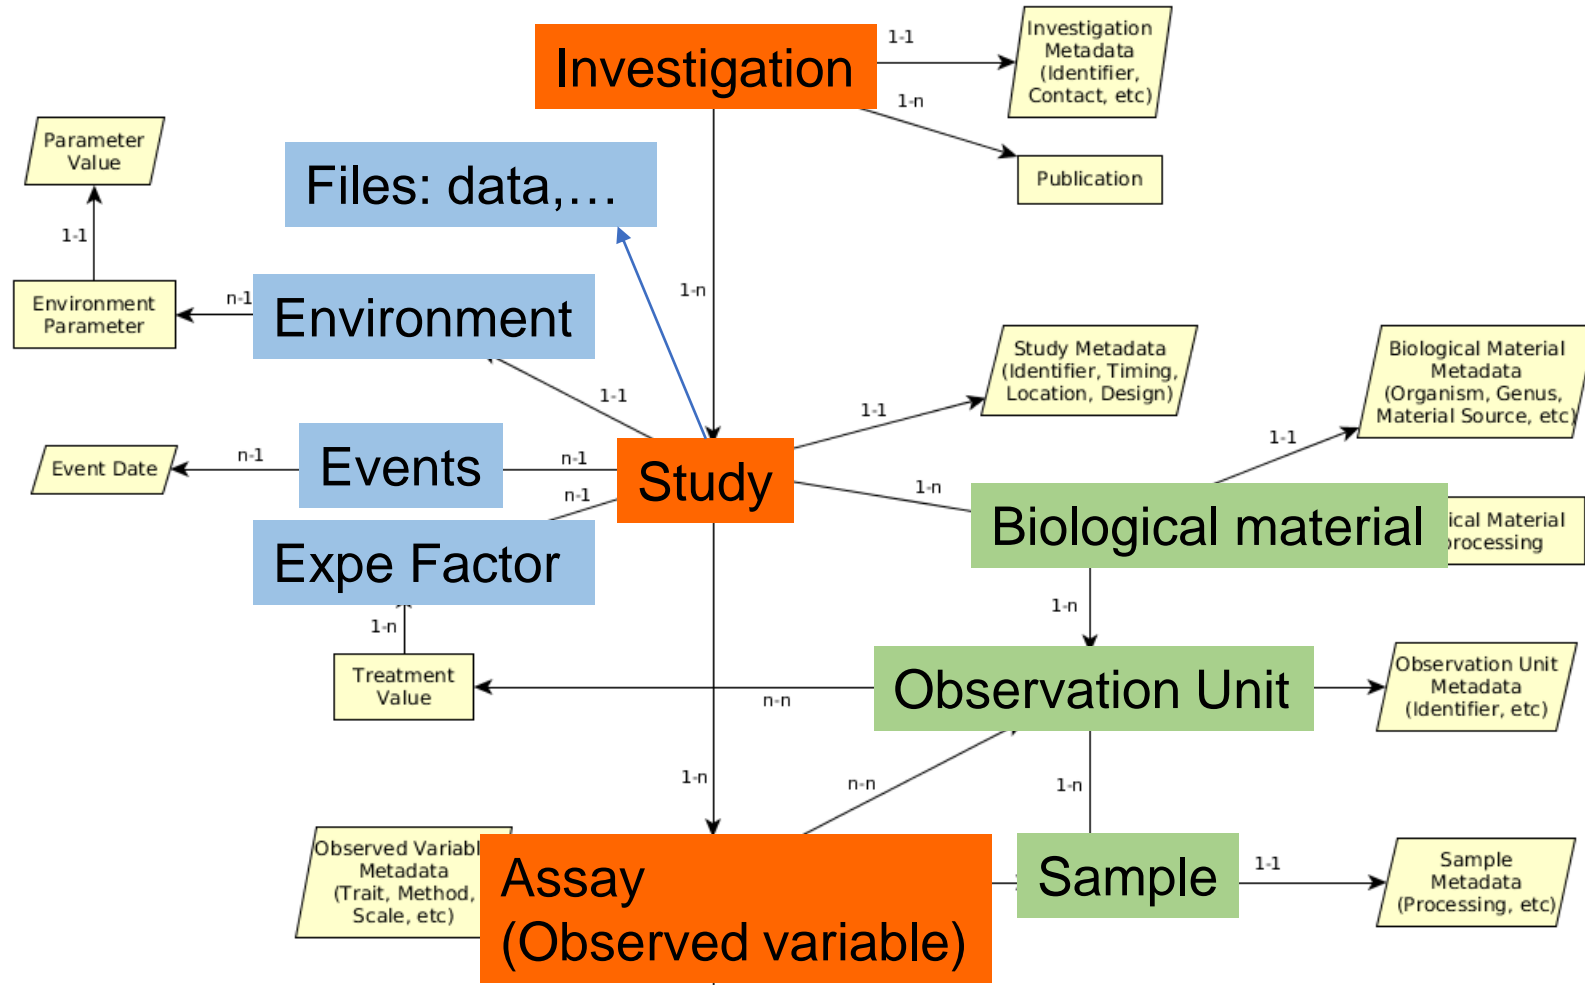 Investigation
1-1
Investigation
Metadata
(Identifier,
Contact, etc)
1-n
Publication
Parameter
Value
1-1
Files: data,...
Environment
Parameter
n-1
Environment
1-n
1-1
Study Metadata
(Identifier, Timing,
Location, Design)
1-1
Biological Material
Metadata
(Organism, Genus,
Material Source, etc)
1-1
Event Date
n-1
Events
n-1
Study
n-1
1-n
Biological material
ical Material
processing
Expe Factor
1-n
1-n
Treatment
Value
n-n
Observation Unit
Observation Unit
Metadata
(Identifier, etc)
1-n
n-n
1-n
Observed Variable
Metadata
(Trait, Method,
Scale, etc)
Assay
(Observed variable)
Sample
1-1
Sample
Metadata
(Processing, etc)